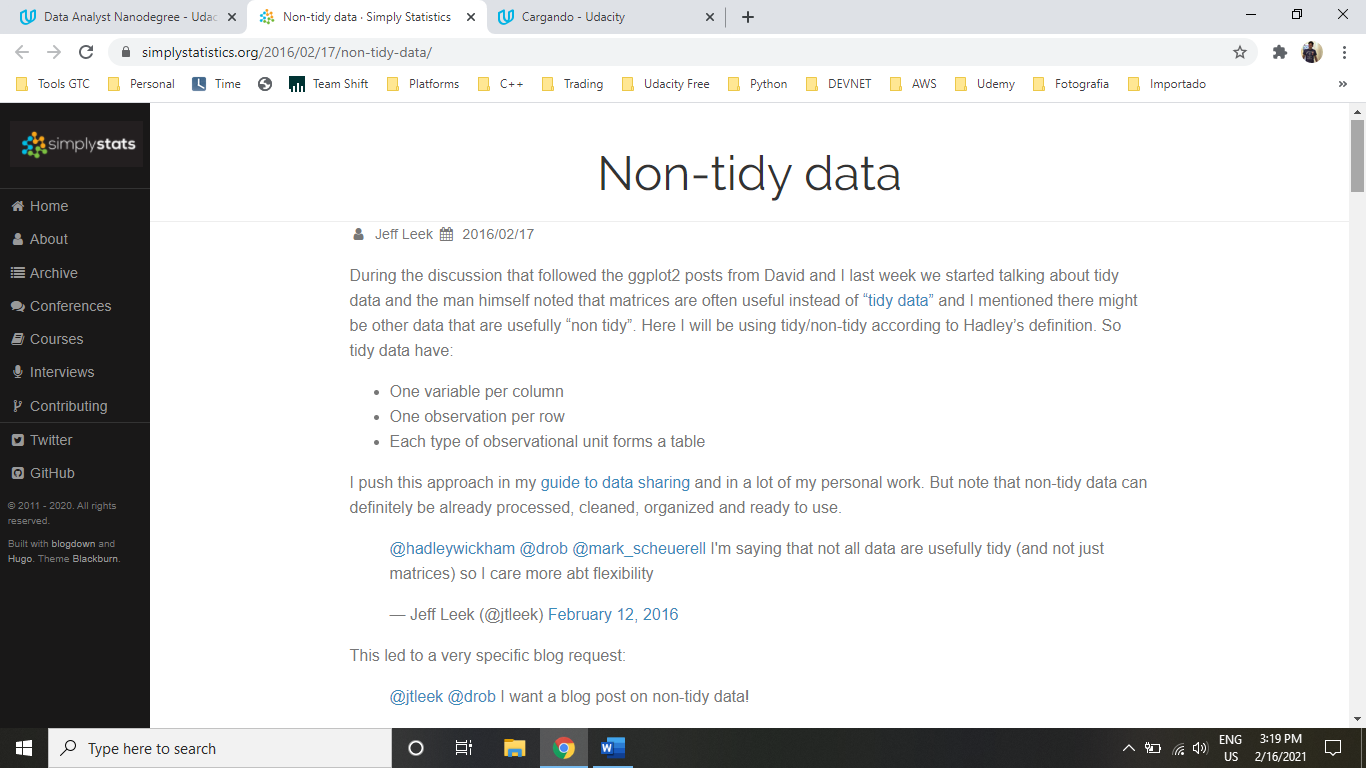 Data Analyst Nanodegree - Udac
Non-tidy data · Simply Statistics
Cargando - Udacity
simplystatistics.org/2016/02/17/non-tidy-data/
Tools GTC
Personal
Time
Team Shift
Platforms
C++
Trading
Udacity Free
Python
DEVNET
AWS
Udemy
Fotografia
Importado
»
simplystats
Home
About
Archive
Conferences
Courses
Interviews
Contributing
Twitter
GitHub
© 2011 - 2020. All rights
reserved.
Built with blogdown and
Hugo. Theme Blackburn.
Non-tidy data
Jeff Leek 2016/02/17
During the discussion that followed the ggplot2 posts from David and I last week we started talking about tidy
data and the man himself noted that matrices are often useful instead of “tidy data” and I mentioned there might
be other data that are usefully “non tidy”. Here I will be using tidy/non-tidy according to Hadley’s definition. So
tidy data have:
• One variable per column
• One observation per row
• Each type of observational unit forms a table
I push this approach in my guide to data sharing and in a lot of my personal work. But note that non-tidy data can
definitely be already processed, cleaned, organized and ready to use.
@hadleywickham @drob @mark_scheuerell I'm saying that not all data are usefully tidy (and not just
matrices) so I care more abt flexibility
— Jeff Leek (@jtleek) February 12, 2016
This led to a very specific blog request:
@jtleek @drob I want a blog post on non-tidy data!
Type here to search
ENG
US
3:19 PM
2/16/2021